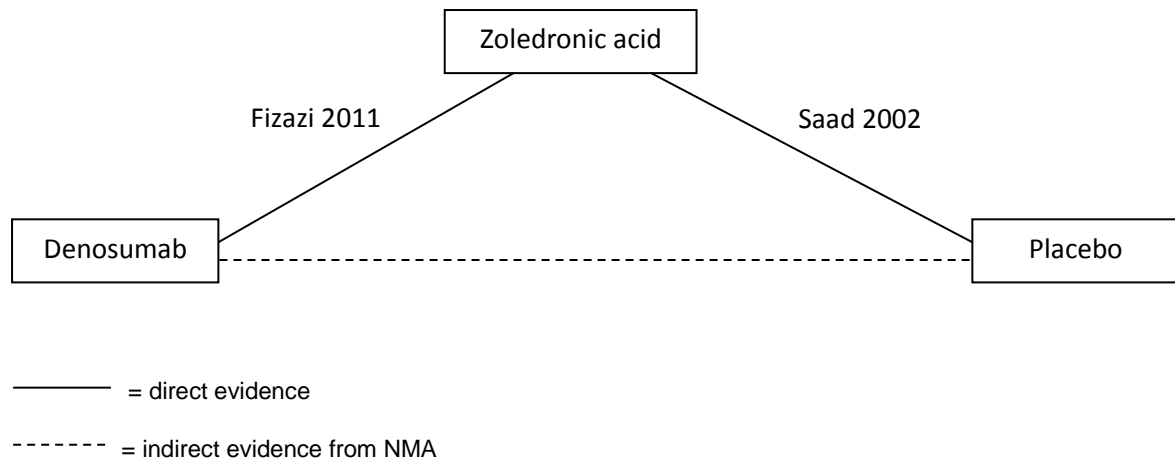 Zoledronic acid
Fizazi 2011
Saad 2002
Denosumab
Placebo
= direct evidence
= indirect evidence from NMA